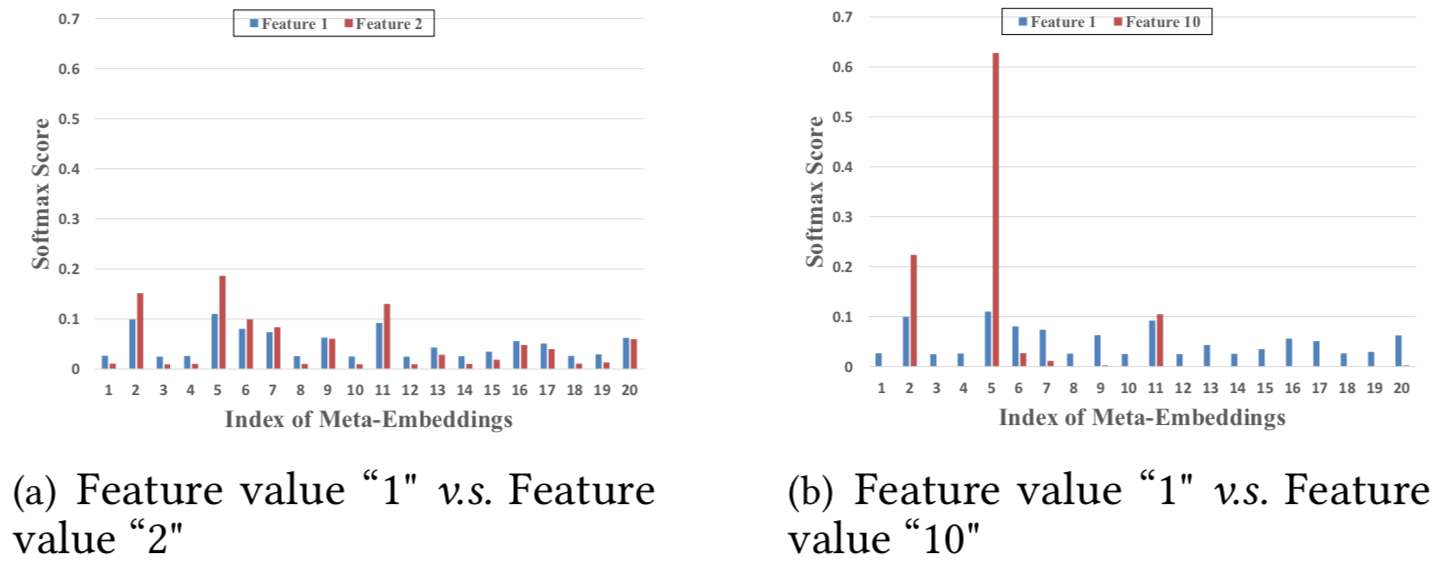 Feature 1 Feature 2
0.7
0.6
0.5
0.4
0.3
0.2
0.1
0
Softmax Score
1 2 3 4 5 6 7 8 9 10 11 12 13 14 15 16 17 18 19 20
Index of Meta-Embeddings
(a) Feature value “1" v.s. Feature
value “2"
Feature 1 Feature 10
0.7
0.6
0.5
0.4
0.3
0.2
0.1
0
Softmax Score
1 2 3 4 5 6 7 8 9 10 11 12 13 14 15 16 17 18 19 20
Index of Meta-Embeddings
(b) Feature value “1" v.s. Feature
value “10"